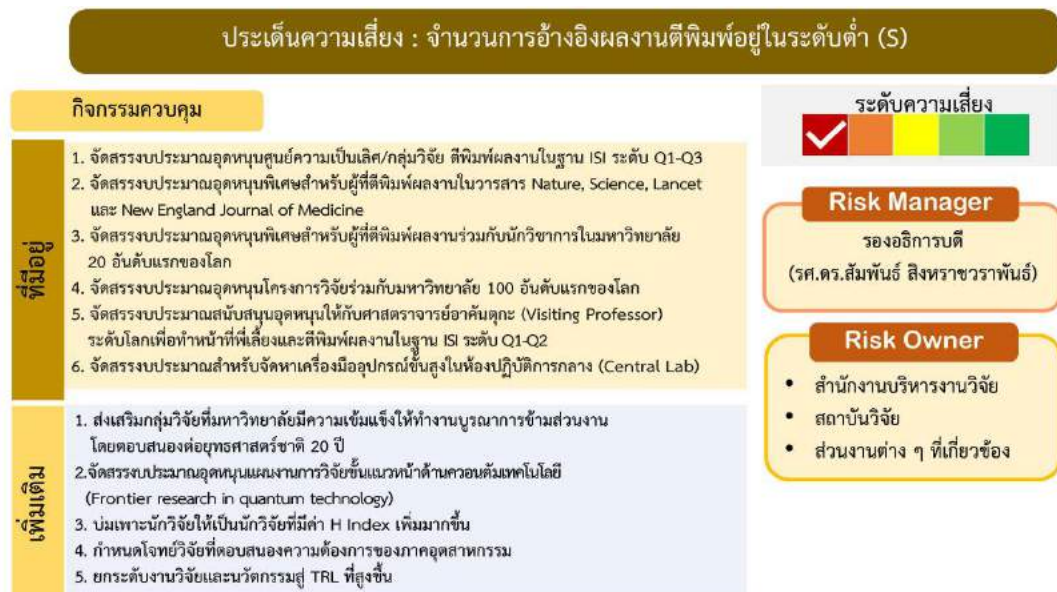 ประเด็นความเสี่ยง : จำนวนการอ้างอิงผลงานตีพิมพ์อยู่ในระดับต่ำ (S)
กิจกรรมควบคุม
ที่มีอยู่
1. จัดสรรงบประมาณอุดหนุนศูนย์ความเป็นเลิศ/กลุ่มวิจัย ตีพิมพ์ผลงานในฐาน ISI ระดับ Q1-Q3
2. จัดสรรงบประมาณอุดหนุนพิเศษสำหรับผู้ที่ตีพิมพ์ผลงานในวารสาร Nature, Science, Lancet
และ New England Journal of Medicine
3. จัดสรรงบประมาณอุดหนุนพิเศษสำหรับผู้ที่ตีพิมพ์ผลงานร่วมกับนักวิชาการในมหาวิทยาลัย
20 อันดับแรกของโลก
4. จัดสรรงบประมาณอุดหนุนโครงการวิจัยร่วมกับมหาวิทยาลัย 100 อันดับแรกของโลก
5. จัดสรรงบประมาณสนับสนุนอุดหนุนให้กับศาสตราจารย์อาคันตุกะ (Visiting Professor)
ระดับโลกเพื่อทำหน้าที่พี่เลี้ยงและตีพิมพ์ผลงานในฐาน ISI ระดับ Q1-Q2
6. จัดสรรงบประมาณสำหรับจัดหาเครื่องมืออุปกรณ์ขั้นสูงในห้องปฏิบัติการกลาง (Central Lab)
เพิ่มเติม
1. ส่งเสริมกลุ่มวิจัยที่มหาวิทยาลัยมีความเข้มแข็งให้ทำงานบูรณาการข้ามส่วนงาน
โดยตอบสนองต่อยุทธศาสตร์ชาติ 20 ปี
2.จัดสรรงบประมาณอุดหนุนแผนงานการวิจัยขั้นแนวหน้าด้านควอนตัมเทคโนโลยี
(Frontier research in quantum technology)
3. บ่มเพาะนักวิจัยให้เป็นนักวิจัยที่มีค่า H Index เพิ่มมากขึ้น
4. กำหนดโจทย์วิจัยที่ตอบสนองความต้องการของภาคอุตสาหกรรม
5. ยกระดับงานวิจัยและนวัตกรรมสู่ TRL ที่สูงขึ้น
ระดับความเสี่ยง
Risk Manager
รองอธิการบดี
(รศ.ดร.สัมพันธ์ สิงหราชวราพันธ์)
Risk Owner
• สำนักงานบริหารงานวิจัย
• สถาบันวิจัย
• ส่วนงานต่าง ๆ ที่เกี่ยวข้อง